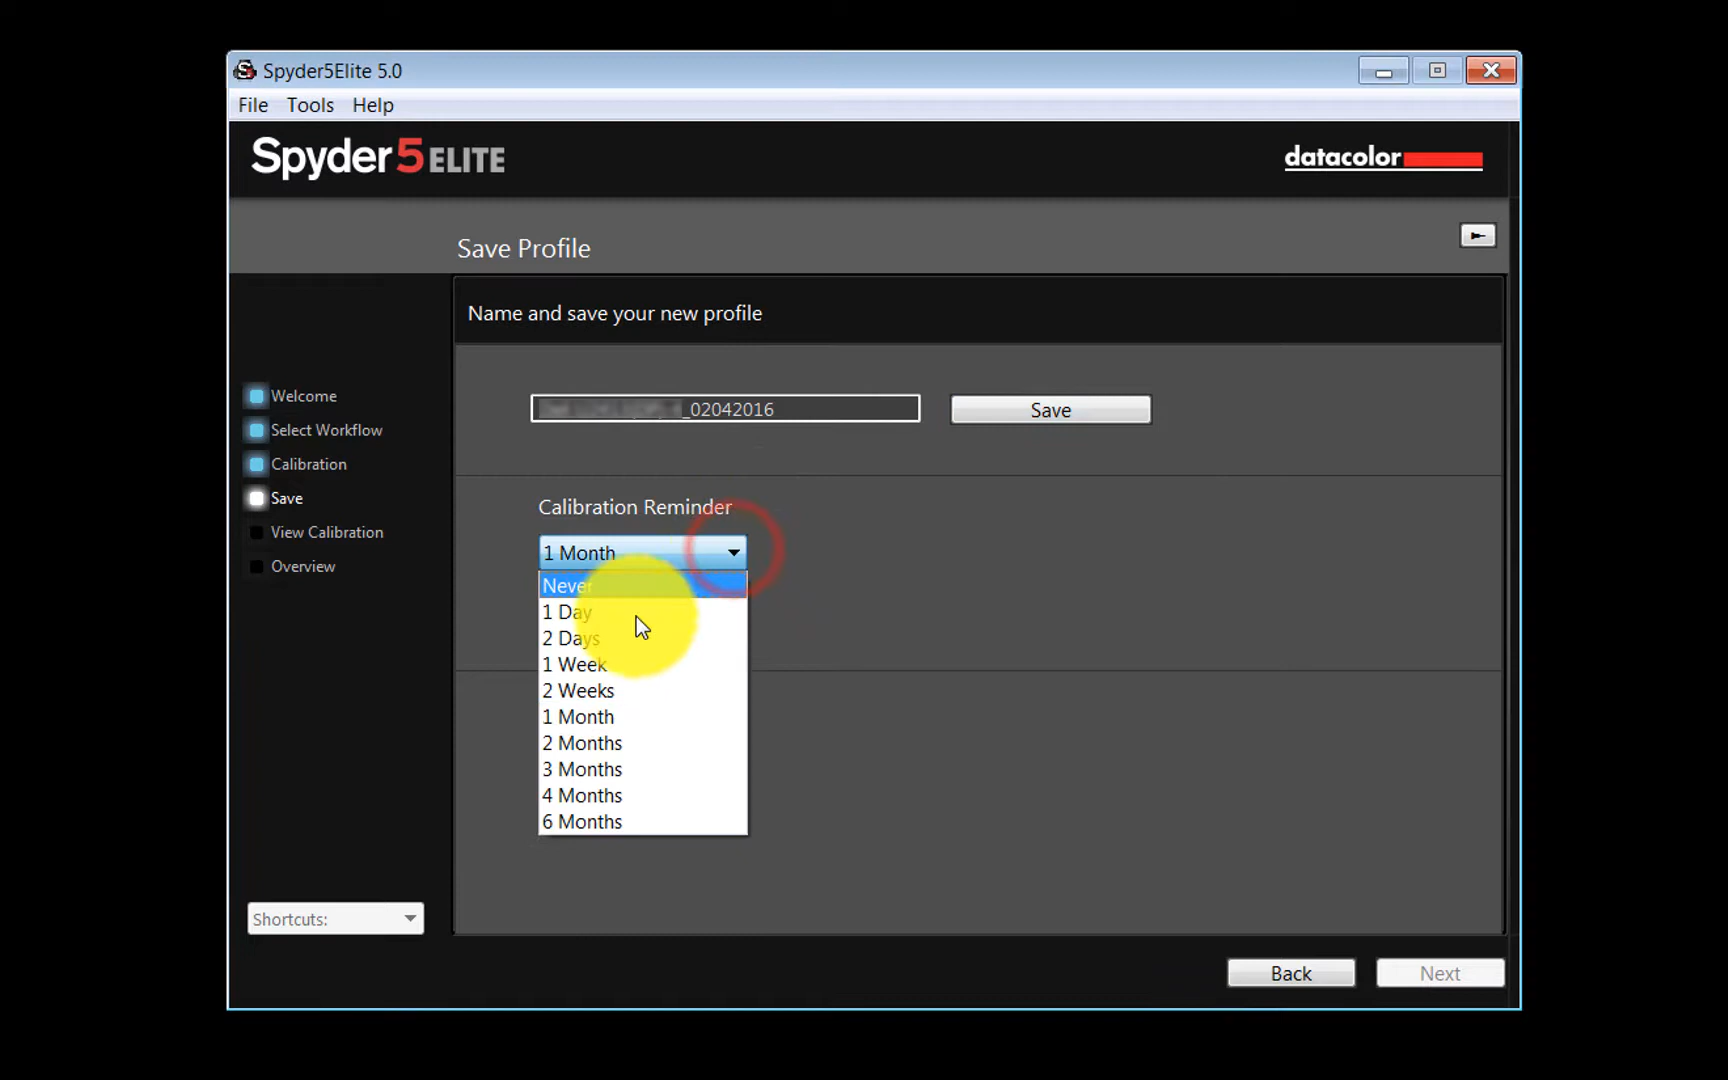 Spyder5Elite 5.0
File Tools Help
Spyder5ELITE
datacolor
Save Profile
Name and save your new profile
_02042016
Save
Welcome
Select Workflow
Calibration
Save
View Calibration
Overview
Calibration Reminder
1 Month
Never
1 Day
2 Days
1 Week
2 Weeks
1 Month
2 Months
3 Months
4 Months
6 Months
Shortcuts:
Back
Next